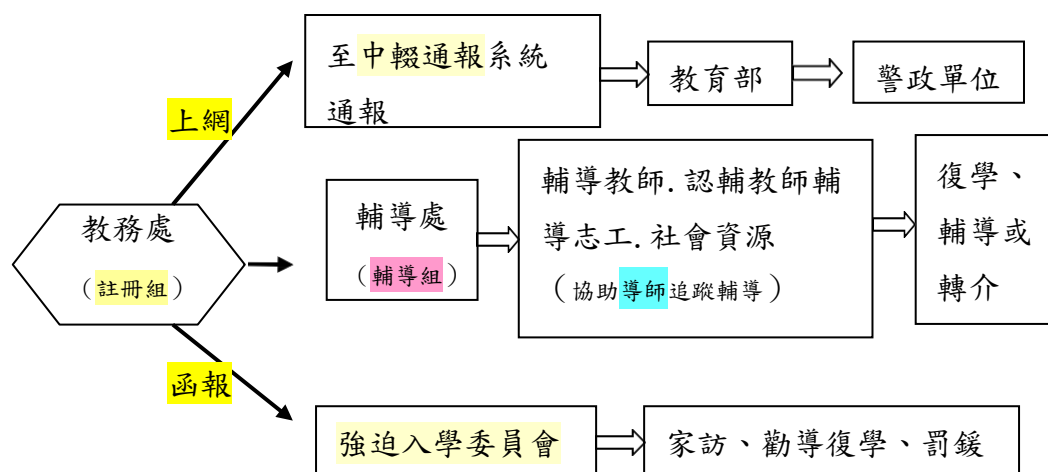 至中輟通報系統
通報
教育部
警政單位
上網
教務處
（註冊組）
輔導處
（輔導組）
輔導教師.認輔教師輔
導志工.社會資源
（協助導師追蹤輔導）
復學、
輔導或
轉介
函報
強迫入學委員會
家訪、勸導復學、罰鍰